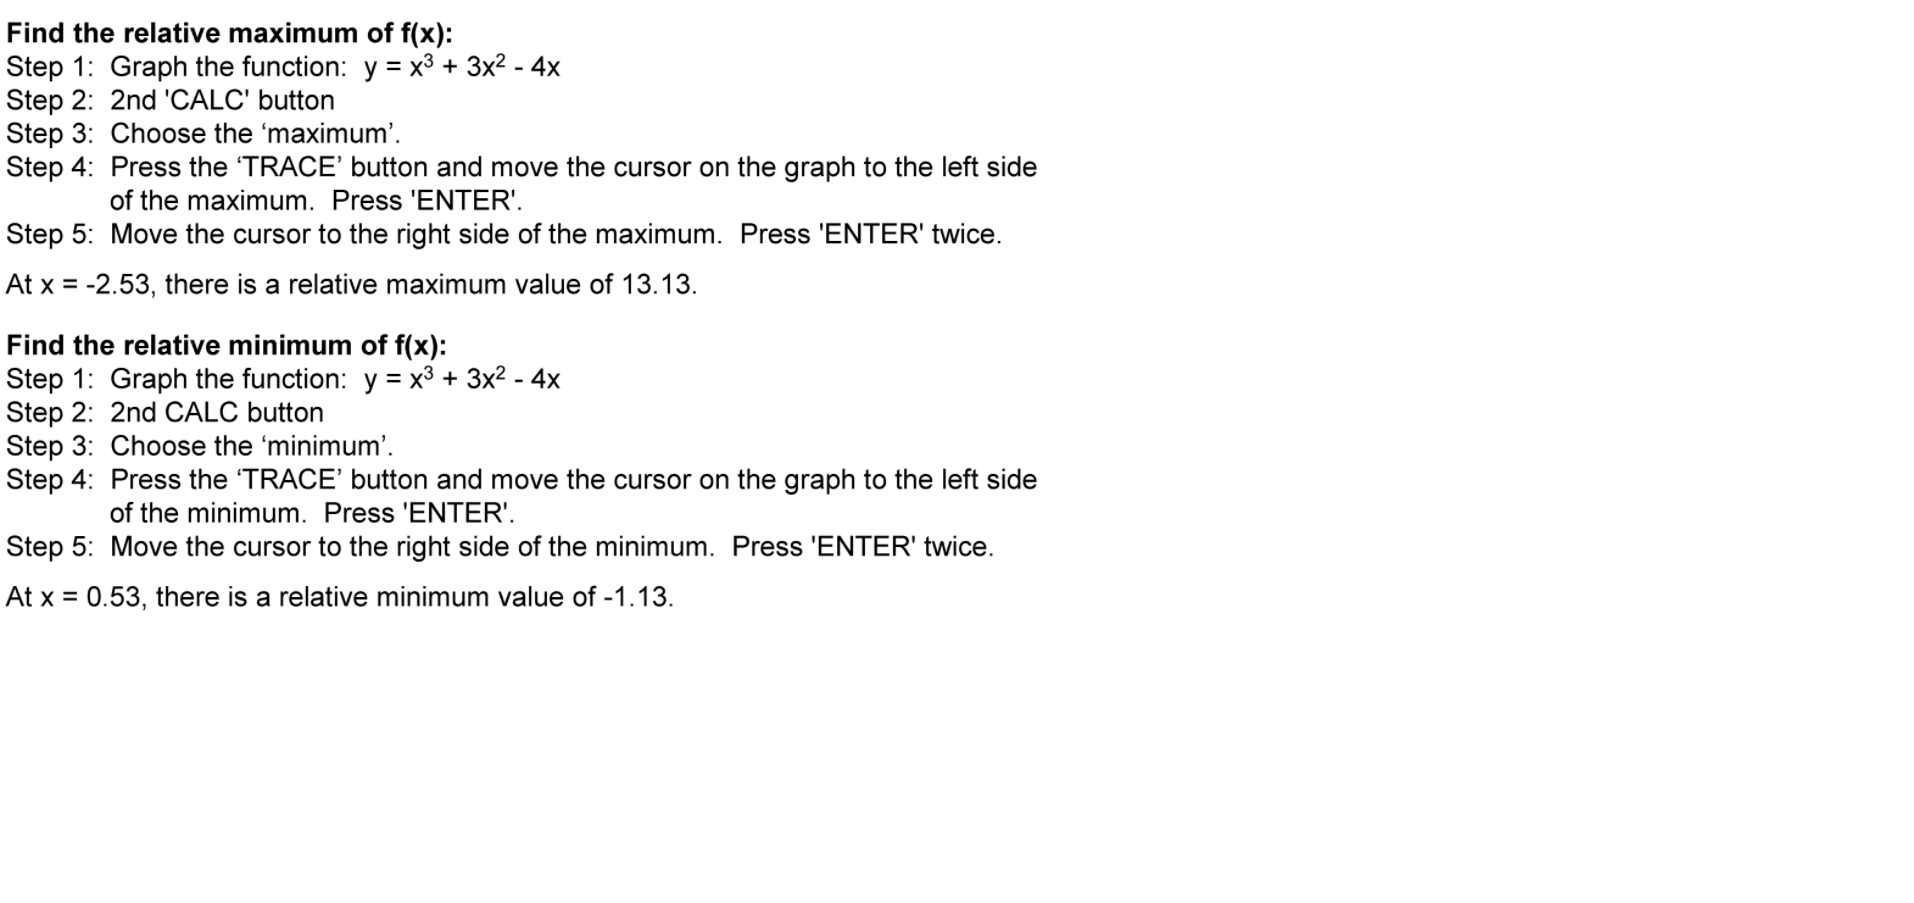 Find the relative maximum of f(x):
Step 1: Graph the function: y = x³ + 3x² - 4x
Step 2: 2nd 'CALC' button
Step 3: Choose the ‘maximum’.
Step 4: Press the ‘TRACE’ button and move the cursor on the graph to the left side
of the maximum. Press 'ENTER'.
Step 5: Move the cursor to the right side of the maximum. Press 'ENTER' twice.
At x = -2.53, there is a relative maximum value of 13.13.
Find the relative minimum of f(x):
Step 1: Graph the function: y = x³ + 3x² - 4x
Step 2: 2nd CALC button
Step 3: Choose the ‘minimum’.
Step 4: Press the ‘TRACE’ button and move the cursor on the graph to the left side
of the minimum. Press 'ENTER'.
Step 5: Move the cursor to the right side of the minimum. Press 'ENTER' twice.
At x = 0.53, there is a relative minimum value of -1.13.